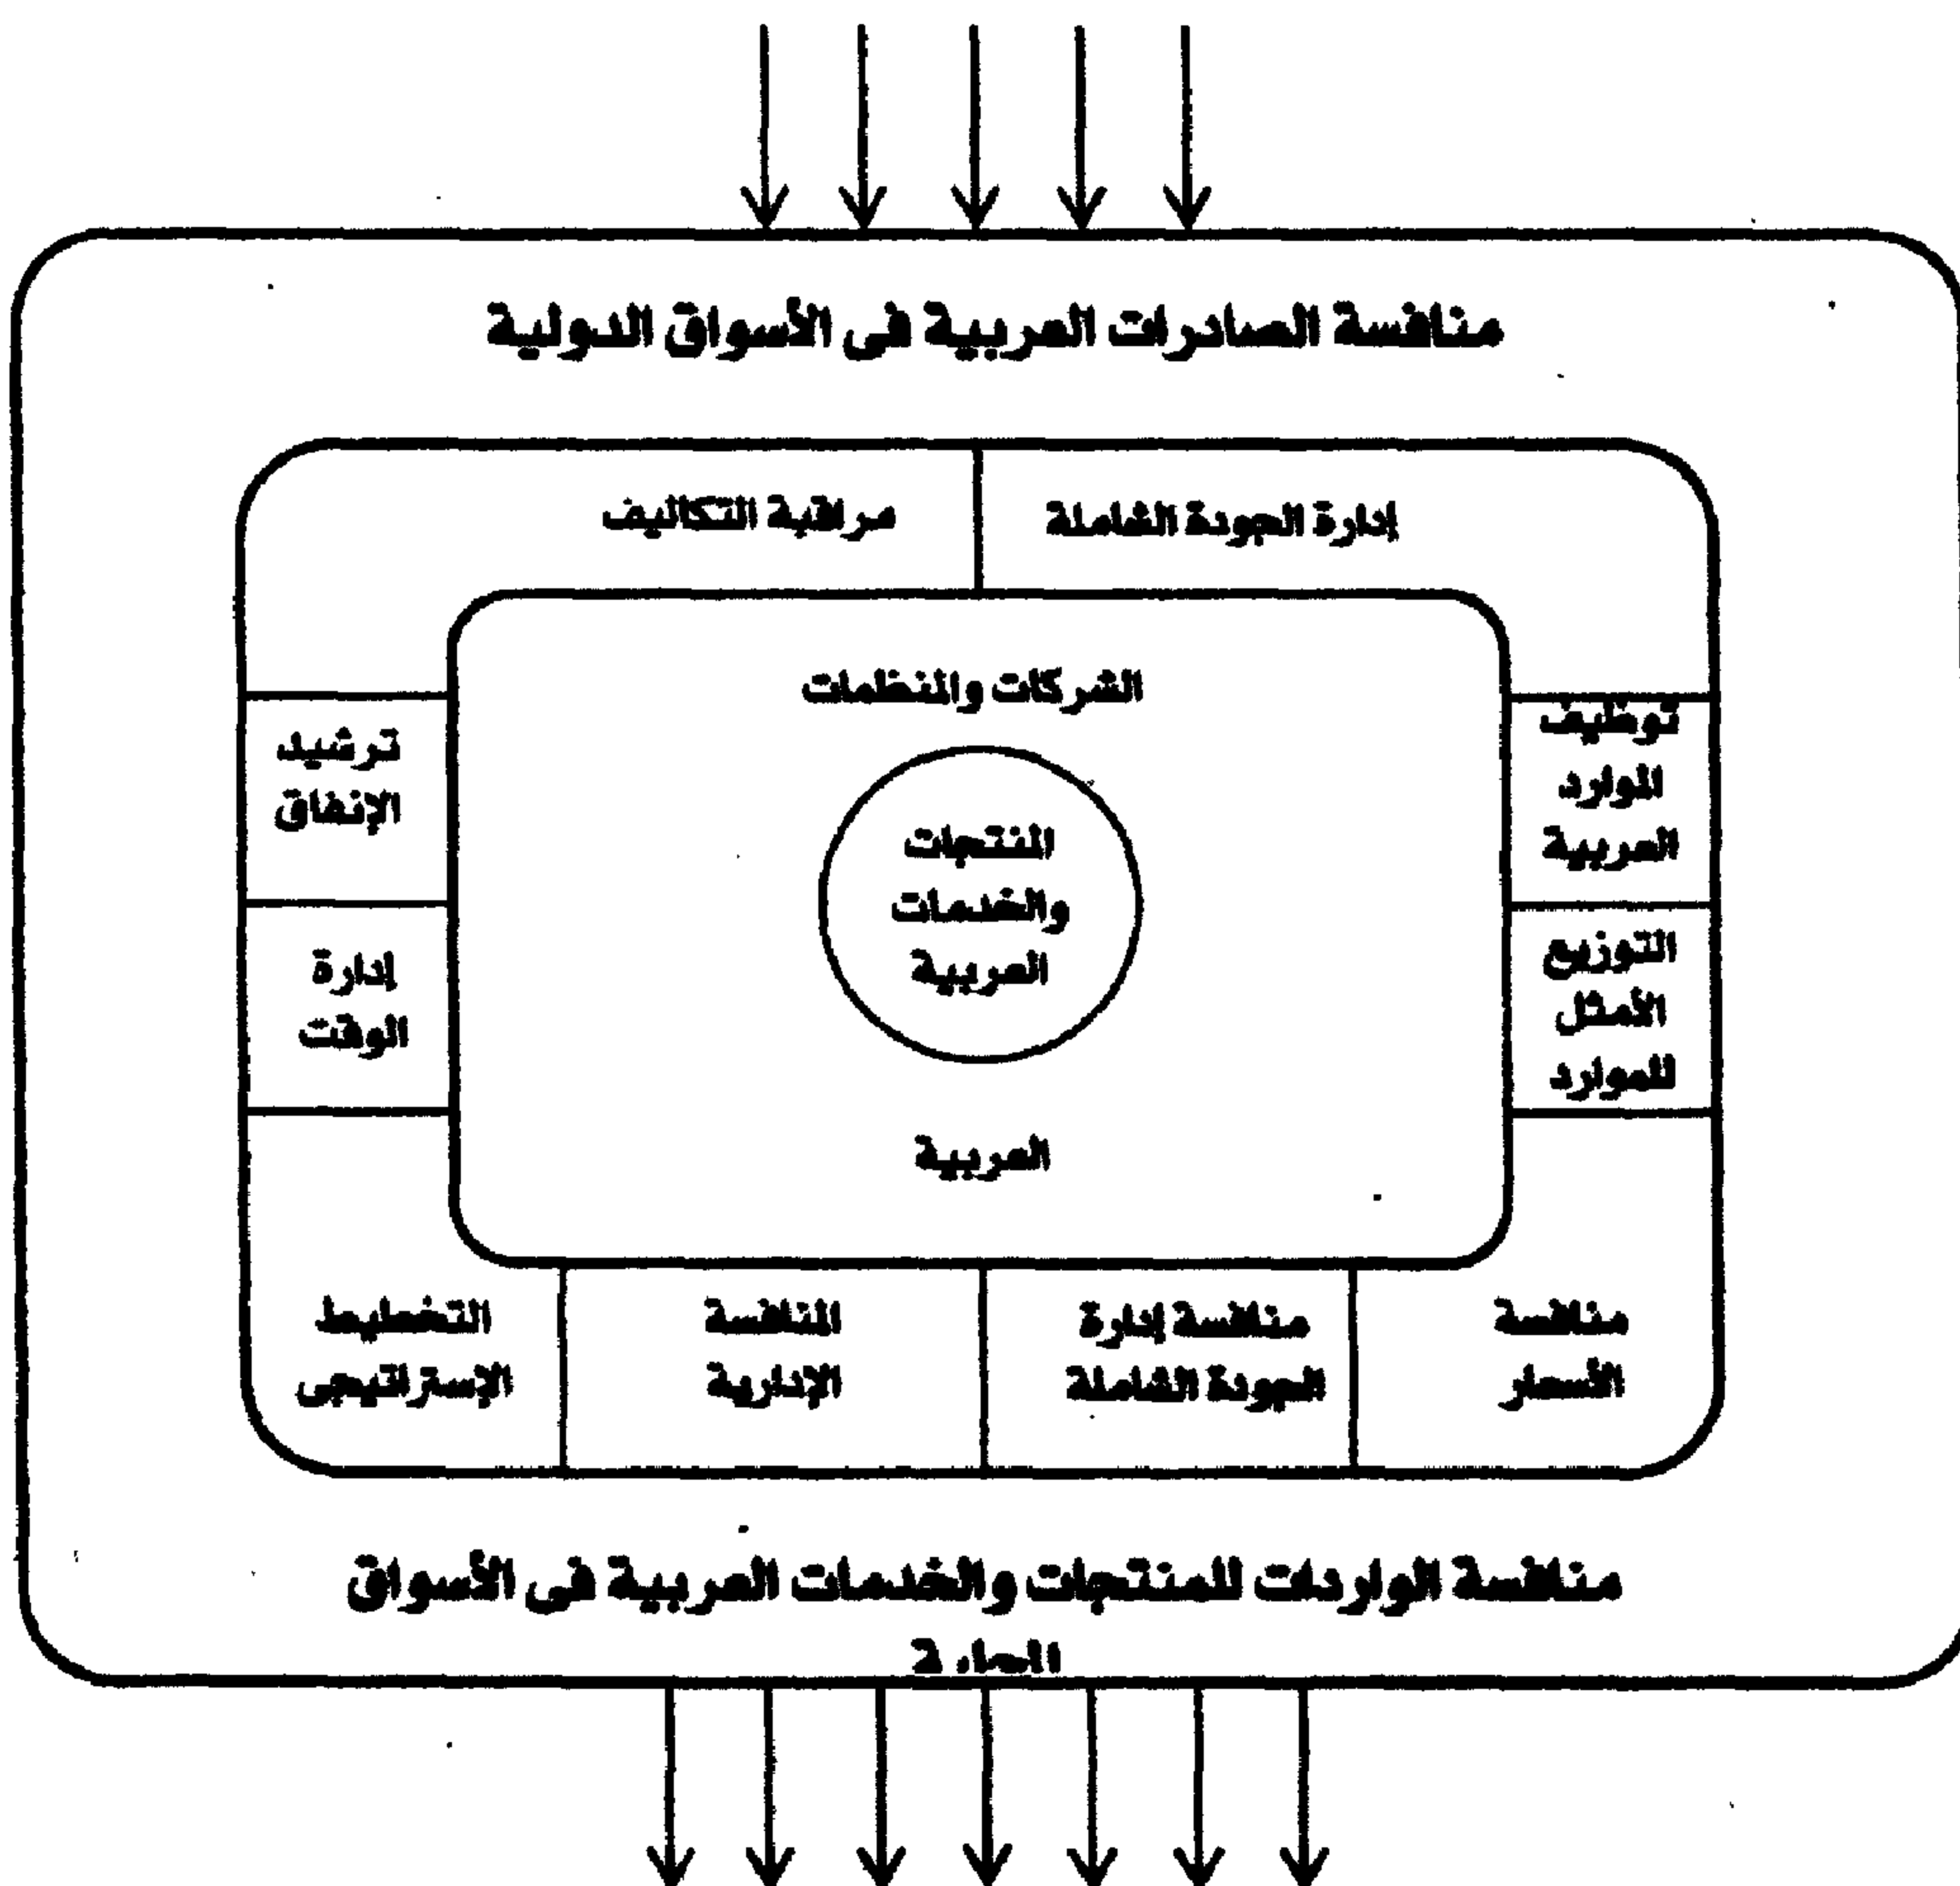 منافسة الصادرات العربية فى الأسواق الدولية
إدارة الجودة الشاملة
مراقبة التكاليف
الشركات والمنظمات
توظيف
الموارد
العربية
ترشيد
الإنفاق
المنتجات
والخدمات
العربية
التوزيع
الأمثل
للموارد
إدارة
الوقت
العربية
منافسة
الأسعار
منافسة إدارة
الجودة الشاملة
المنافسة
الإدارية
التخطيط
الإستراتيجى
منافسة الواردات للمنتجات والخدمات العربية فى الأسواق